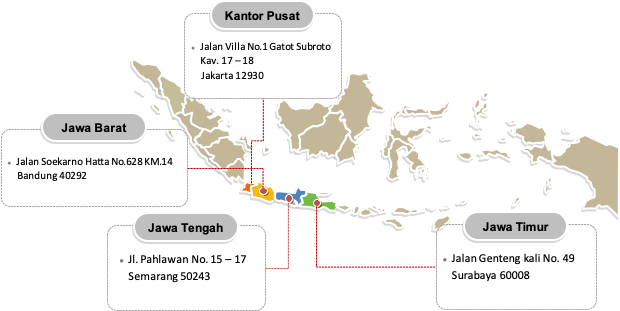 Kantor Pusat
• Jalan Villa No.1 Gatot Subroto
Kav. 17 – 18
Jakarta 12930
Jawa Barat
• Jalan Soekarno Hatta No.628 KM.14
Bandung 40292
Jawa Tengah
• Jl. Pahlawan No. 15 – 17
Semarang 50243
Jawa Timur
• Jalan Genteng kali No. 49
Surabaya 60008